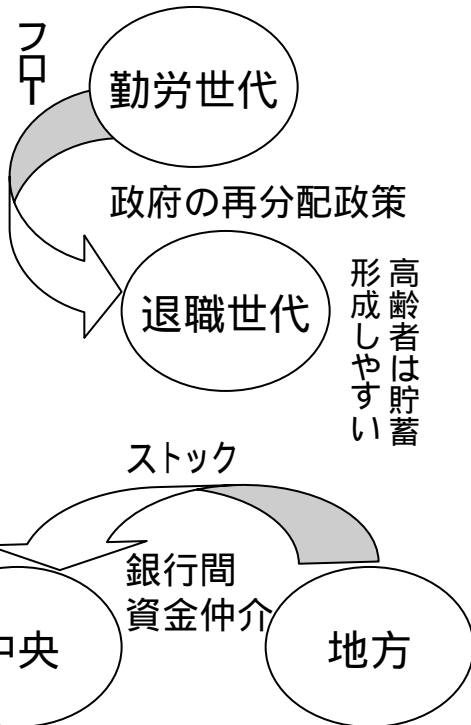 フロー
勤労世代
政府の再分配政策
退職世代
高齢者は貯蓄
形成しやすい
ストック
銀行間
資金仲介
中央
地方